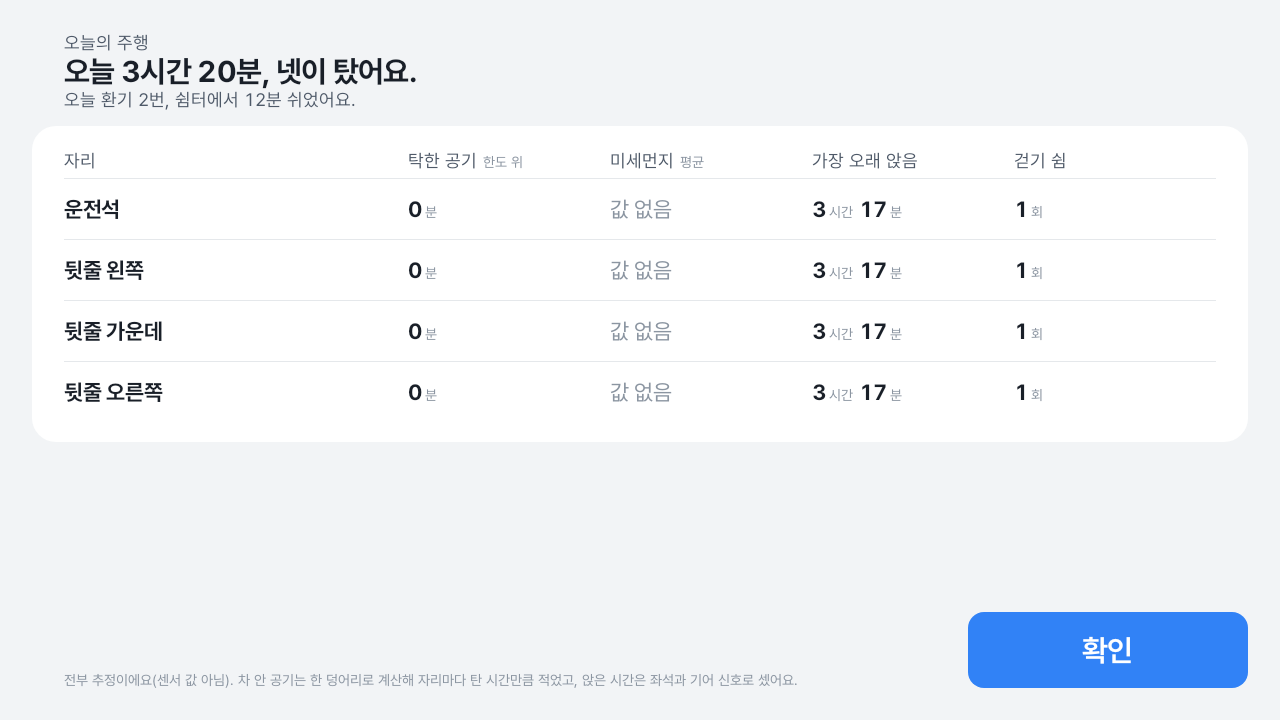 오늘의 주행
오늘 3시간 20분, 넷이 탔어요.
오늘 환기 2번, 쉼터에서 12분 쉬었어요.
자리 탁한 공기 한도 위 미세먼지 평균 가장 오래 앉음 걷기 쉼
운전석 0 분 값 없음 3 시간 17 분 1 회
뒷줄 왼쪽 0 분 값 없음 3 시간 17 분 1 회
뒷줄 가운데 0 분 값 없음 3 시간 17 분 1 회
뒷줄 오른쪽 0 분 값 없음 3 시간 17 분 1 회
확인
전부 추정이에요(센서 값 아님). 차 안 공기는 한 덩어리로 계산해 자리마다 탄 시간만큼 적었고, 앉은 시간은 좌석과 기어 신호로 셌어요.